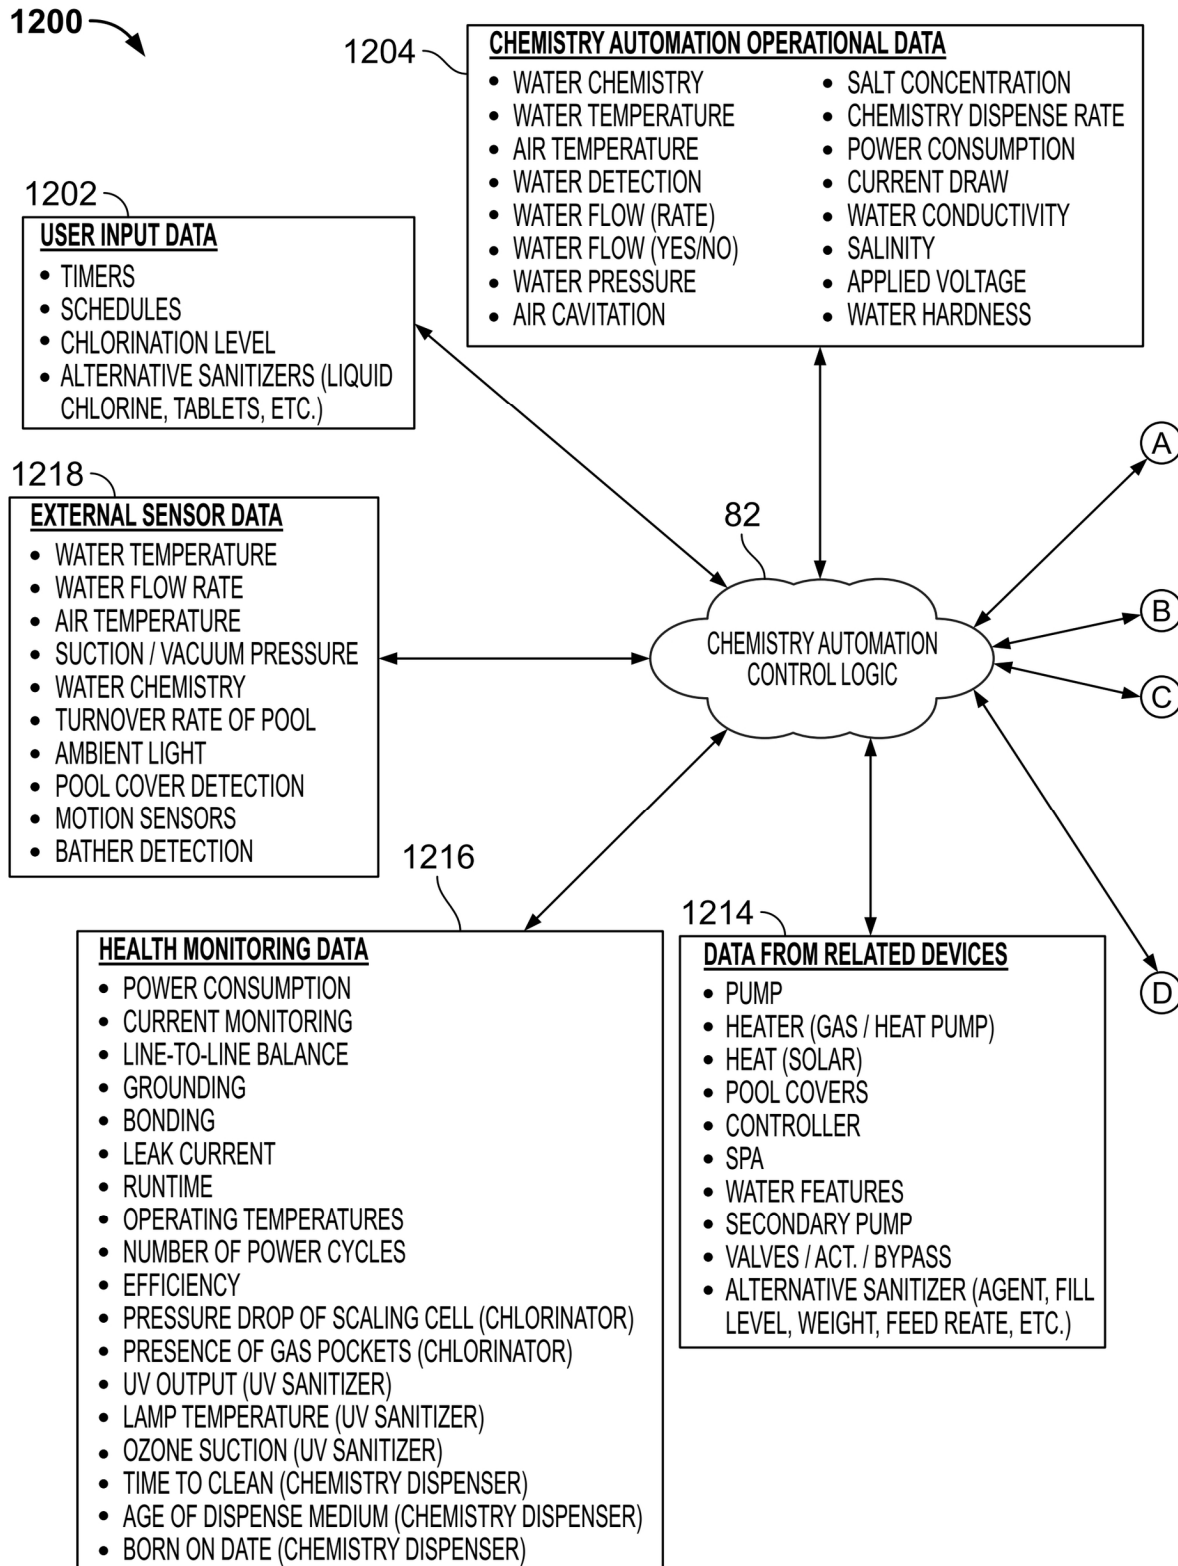 1200
1204
CHEMISTRY AUTOMATION OPERATIONAL DATA
• WATER CHEMISTRY
• WATER TEMPERATURE
• AIR TEMPERATURE
• WATER DETECTION
• WATER FLOW (RATE)
• WATER FLOW (YES/NO)
• WATER PRESSURE
• AIR CAVITATION
• SALT CONCENTRATION
• CHEMISTRY DISPENSE RATE
• POWER CONSUMPTION
• CURRENT DRAW
• WATER CONDUCTIVITY
• SALINITY
• APPLIED VOLTAGE
• WATER HARDNESS
1202
USER INPUT DATA
• TIMERS
• SCHEDULES
• CHLORINATION LEVEL
• ALTERNATIVE SANITIZERS (LIQUID
CHLORINE, TABLETS, ETC.)
1218
EXTERNAL SENSOR DATA
• WATER TEMPERATURE
• WATER FLOW RATE
• AIR TEMPERATURE
• SUCTION / VACUUM PRESSURE
• WATER CHEMISTRY
• TURNOVER RATE OF POOL
• AMBIENT LIGHT
• POOL COVER DETECTION
• MOTION SENSORS
• BATHER DETECTION
82
CHEMISTRY AUTOMATION
CONTROL LOGIC
A
B
C
D
1216
HEALTH MONITORING DATA
• POWER CONSUMPTION
• CURRENT MONITORING
• LINE-TO-LINE BALANCE
• GROUNDING
• BONDING
• LEAK CURRENT
• RUNTIME
• OPERATING TEMPERATURES
• NUMBER OF POWER CYCLES
• EFFICIENCY
• PRESSURE DROP OF SCALING CELL (CHLORINATOR)
• PRESENCE OF GAS POCKETS (CHLORINATOR)
• UV OUTPUT (UV SANITIZER)
• LAMP TEMPERATURE (UV SANITIZER)
• OZONE SUCTION (UV SANITIZER)
• TIME TO CLEAN (CHEMISTRY DISPENSER)
• AGE OF DISPENSE MEDIUM (CHEMISTRY DISPENSER)
• BORN ON DATE (CHEMISTRY DISPENSER)
1214
DATA FROM RELATED DEVICES
• PUMP
• HEATER (GAS / HEAT PUMP)
• HEAT (SOLAR)
• POOL COVERS
• CONTROLLER
• SPA
• WATER FEATURES
• SECONDARY PUMP
• VALVES / ACT. / BYPASS
• ALTERNATIVE SANITIZER (AGENT, FILL
LEVEL, WEIGHT, FEED REATE, ETC.)